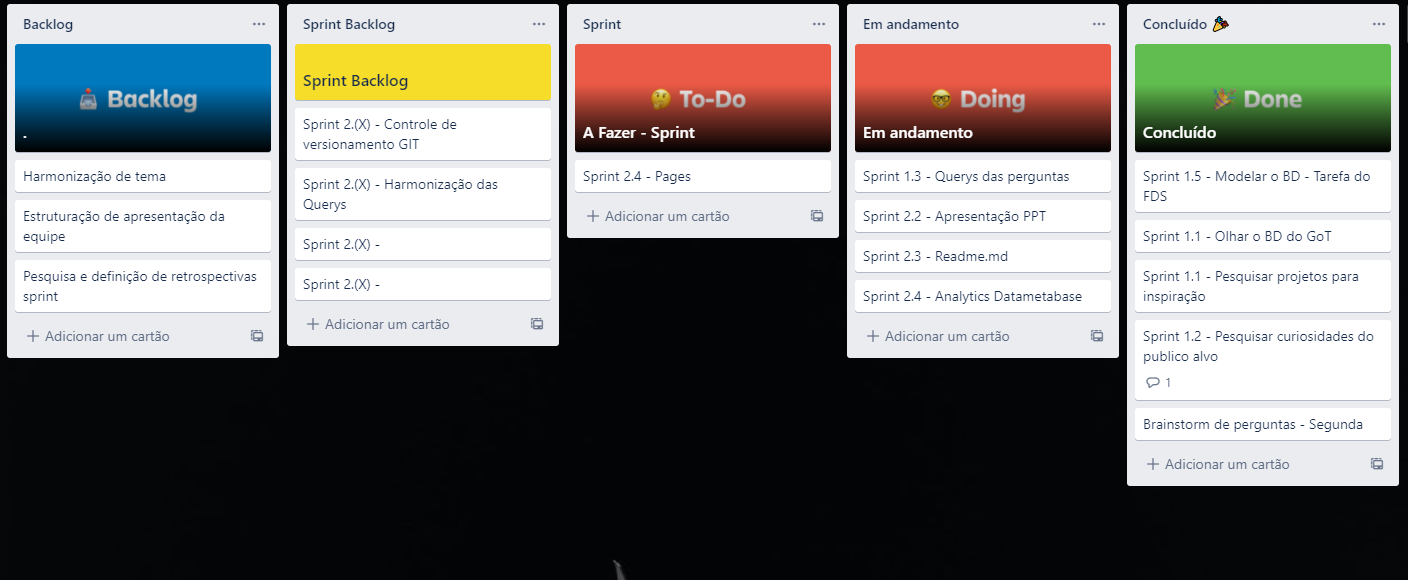 Backlog
Backlog
.
Harmonização de tema
Estruturação de apresentação da
equipe
Pesquisa e definição de retrospectivas
sprint
Adicionar um cartão
Sprint Backlog
Sprint Backlog
Sprint 2.(X) - Controle de
versionamento GIT
Sprint 2.(X) - Harmonização das
Querys
Sprint 2.(X) -
Sprint 2.(X) -
Adicionar um cartão
Sprint
To-Do
A Fazer - Sprint
Sprint 2.4 - Pages
Adicionar um cartão
Em andamento
Doing
Em andamento
Sprint 1.3 - Querys das perguntas
Sprint 2.2 - Apresentação PPT
Sprint 2.3 - Readme.md
Sprint 2.4 - Analytics Datametabase
Adicionar um cartão
Concluído 🎉
Done
Concluído
Sprint 1.5 - Modelar o BD - Tarefa do
FDS
Sprint 1.1 - Olhar o BD do GoT
Sprint 1.1 - Pesquisar projetos para
inspiração
Sprint 1.2 - Pesquisar curiosidades do
publico alvo
1
Brainstorm de perguntas - Segunda
Adicionar um cartão